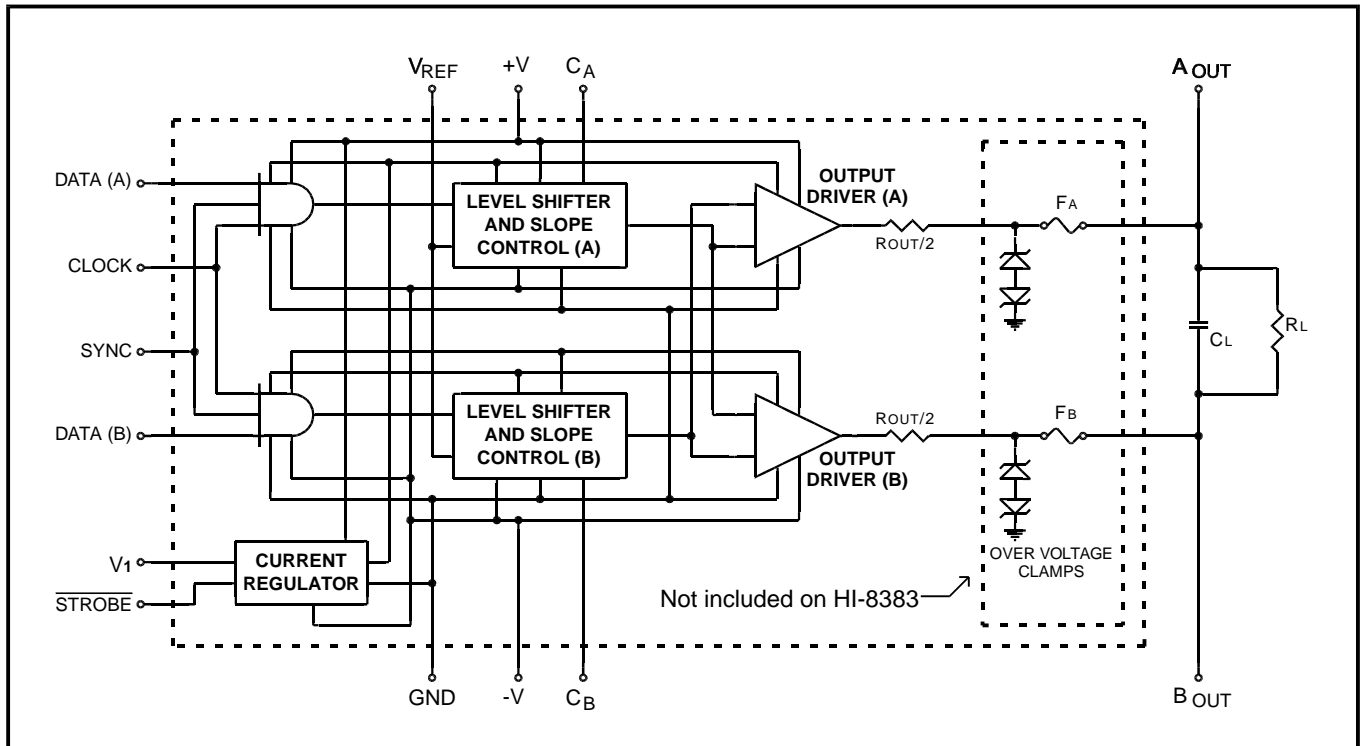 VREF
+V
CA
AOUT
DATA (A)
CLOCK
SYNC
DATA (B)
V1
STROBE
LEVEL SHIFTER
AND SLOPE
CONTROL (A)
OUTPUT
DRIVER (A)
ROUT/2
FA
CL
RL
LEVEL SHIFTER
AND SLOPE
CONTROL (B)
OUTPUT
DRIVER (B)
ROUT/2
FB
CURRENT
REGULATOR
OVER VOLTAGE
CLAMPS
Not included on HI-8383
GND
-V
CB
BOUT